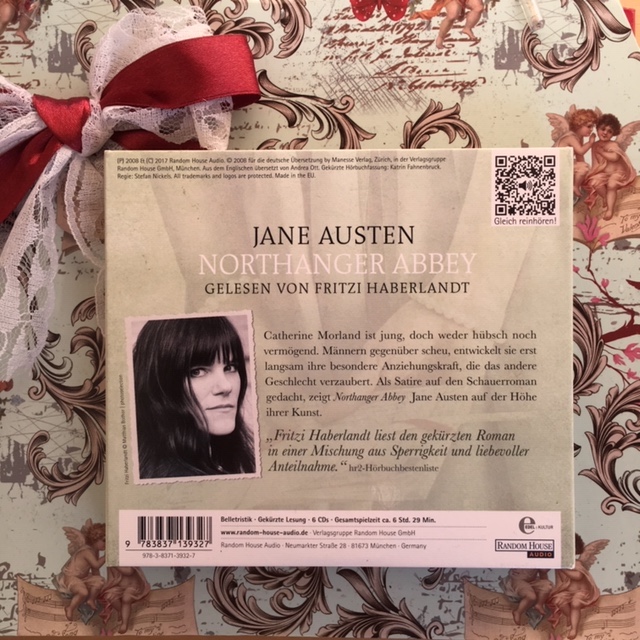 (P) 2008 & (C) 2017 Random House Audio. © 2008 für die deutsche Übersetzung by Manesse Verlag, Zürich, in der Verlagsgruppe
Random House GmbH, München. Aus dem Englischen übersetzt von Andrea Ott. Gekürzte Hörbuchfassung: Katrin Fahnenbruck.
Regie: Stefan Nickels. All trademarks and logos are protected. Made in the EU.
Gleich reinhören!
JANE AUSTEN
NORTHANGER ABBEY
GELESEN VON FRITZI HABERLANDT
Catherine Morland ist jung, doch weder hübsch noch
vermögend. Männern gegenüber scheu, entwickelt sie erst
langsam ihre besondere Anziehungskraft, die das andere
Geschlecht verzaubert. Als Satire auf den Schauerroman
gedacht, zeigt Northanger Abbey Jane Austen auf der Höhe
ihrer Kunst.
„Fritzi Haberlandt liest den gekürzten Roman
in einer Mischung aus Sperrigkeit und liebevoller
Anteilnahme.“ hr2-Hörbuchbestenliste
Fritzi Haberlandt ©
Belletristik · Gekürzte Lesung · 6 CDs · Gesamtspielzeit ca. 6 Std. 29 Min.
www.random-house-audio.de · Verlagsgruppe Random House GmbH
Random House Audio · Neumarkter Straße 28 · 81673 München · Germany
9 783837 139327
978-3-8371-3932-7
EDEL:KULTUR
RANDOM HOUSE
AUDIO